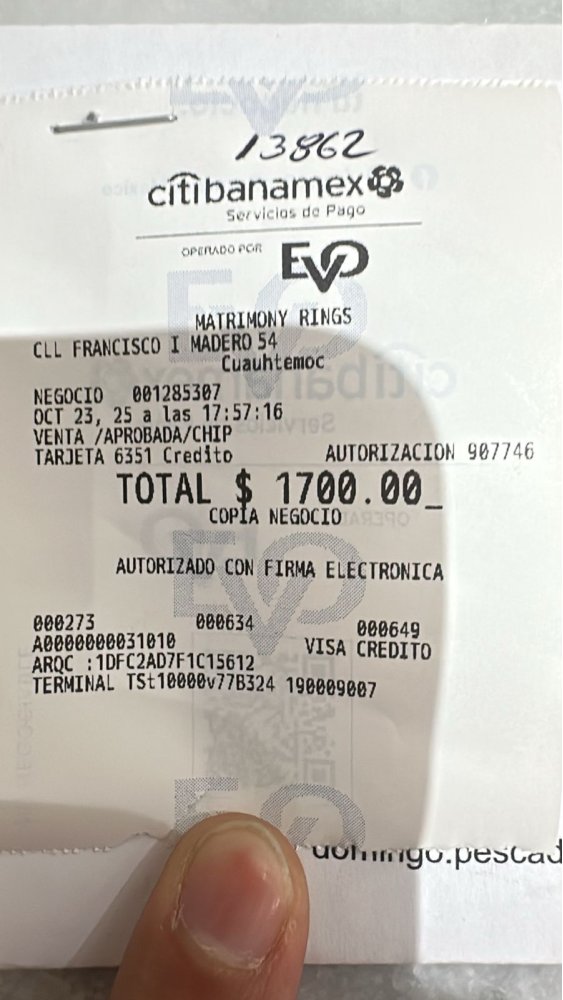 13862
citibanamex
Servicios de Pago
OPERADO POR EVO
MATRIMONY RINGS
CLL FRANCISCO I MADERO 54
Cuauhtemoc
NEGOCIO 001285307
OCT 23, 25 a las 17:57:16
VENTA /APROBADA/CHIP
TARJETA 6351 Credito AUTORIZACION 907746
TOTAL $ 1700.00_
COPIA NEGOCIO
AUTORIZADO CON FIRMA ELECTRONICA
000273 000634 000649
A0000000031010 VISA CREDITO
ARQC :1DFC2AD7F1C15612
TERMINAL TSt10000v77B324 190009007
EVO
domingo.pescad